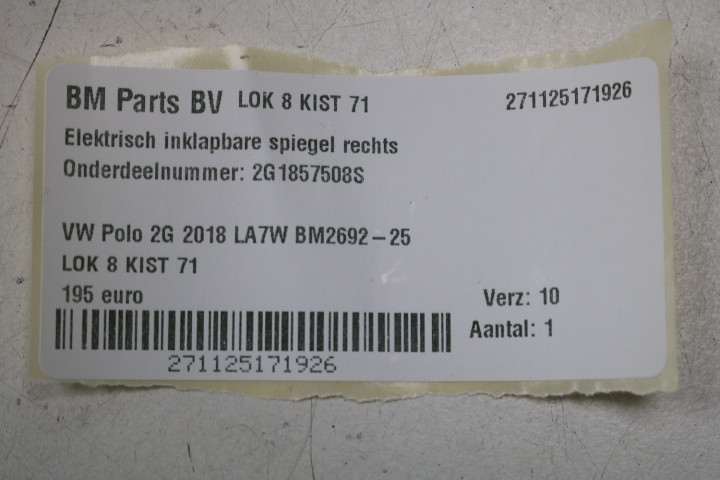 BM Parts BV LOK 8 KIST 71 271125171926
Elektrisch inklapbare spiegel rechts
Onderdeelnummer: 2G1857508S
VW Polo 2G 2018 LA7W BM2692-25
LOK 8 KIST 71
195 euro Verz: 10
Aantal: 1
271125171926